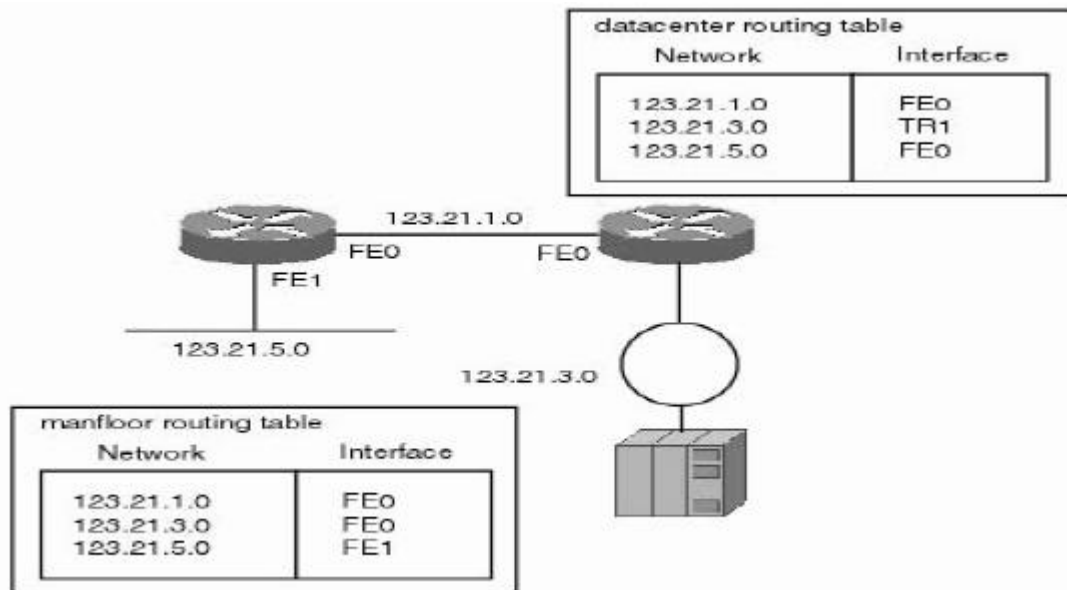 datacenter routing table
Network Interface
123.21.1.0 FE0
123.21.3.0 TR1
123.21.5.0 FE0
123.21.1.0
FE0 FE0
FE1
123.21.5.0
123.21.3.0
manfloor routing table
Network Interface
123.21.1.0 FE0
123.21.3.0 FE0
123.21.5.0 FE1